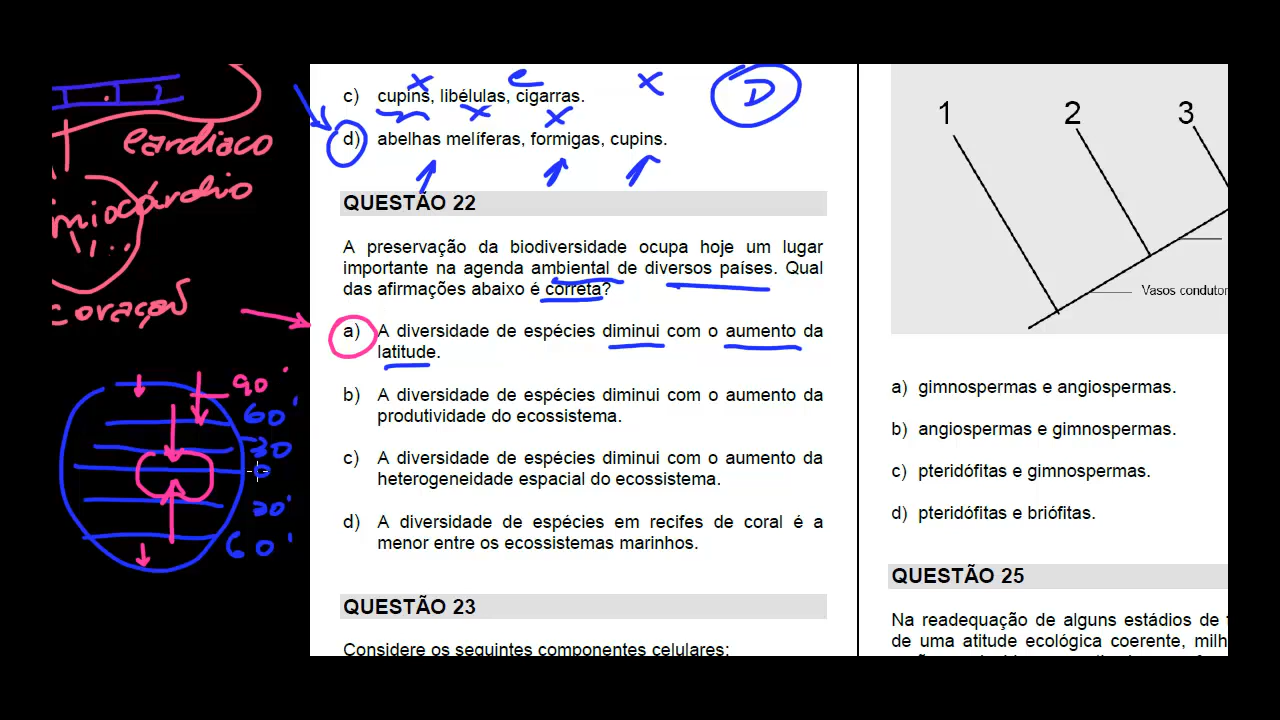 cardiaco
miocárdio
coração
90°
60°
30
0
30°
60°
x e x D
c) cupins, libélulas, cigarras.
x x
d) abelhas melíferas, formigas, cupins.
QUESTÃO 22
A preservação da biodiversidade ocupa hoje um lugar
importante na agenda ambiental de diversos países. Qual
das afirmações abaixo é correta?
a) A diversidade de espécies diminui com o aumento da
latitude.
b) A diversidade de espécies diminui com o aumento da
produtividade do ecossistema.
c) A diversidade de espécies diminui com o aumento da
heterogeneidade espacial do ecossistema.
d) A diversidade de espécies em recifes de coral é a
menor entre os ecossistemas marinhos.
QUESTÃO 23
Considere os seguintes componentes celulares:
1 2 3
Vasos condutor
a) gimnospermas e angiospermas.
b) angiospermas e gimnospermas.
c) pteridófitas e gimnospermas.
d) pteridófitas e briófitas.
QUESTÃO 25
Na readequação de alguns estádios de
de uma atitude ecológica coerente, milh